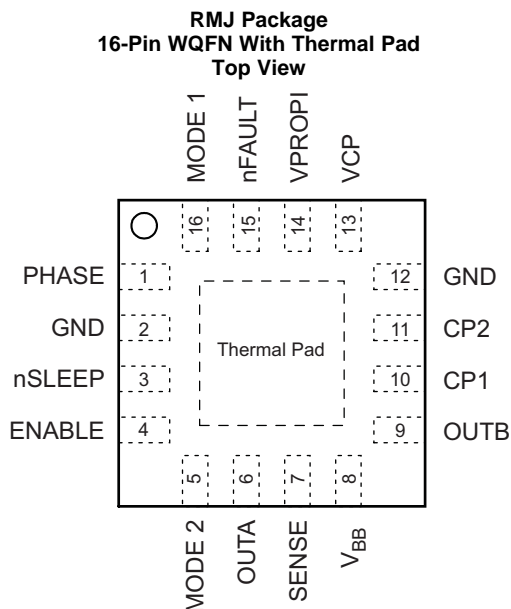 RMJ Package
16-Pin WQFN With Thermal Pad
Top View
MODE 1
nFAULT
VPROPI
VCP
16
15
14
13
PHASE 1
GND 2
nSLEEP 3
ENABLE 4
Thermal Pad
12 GND
11 CP2
10 CP1
9 OUTB
5
6
7
8
MODE 2
OUTA
SENSE
VBB